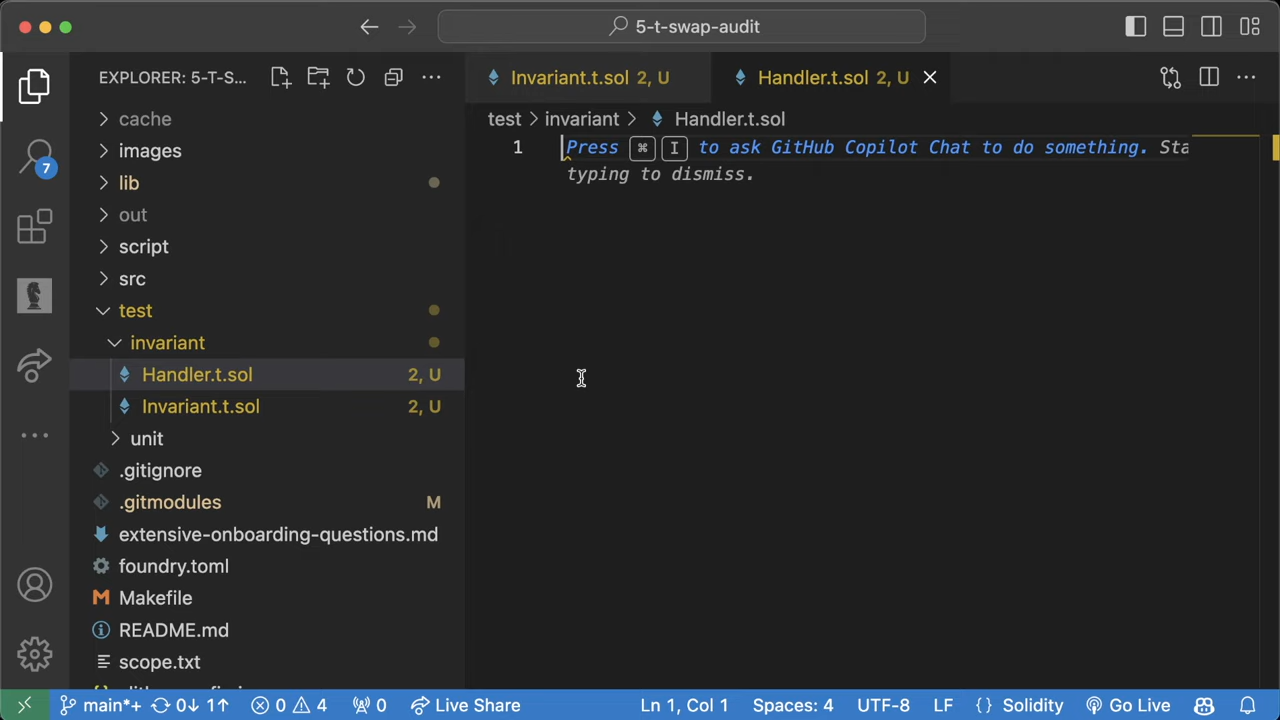 5-t-swap-audit
EXPLORER: 5-T-S...
Invariant.t.sol 2, U
Handler.t.sol 2, U
test > invariant > Handler.t.sol
cache
images
lib
out
script
src
test
invariant
Handler.t.sol 2, U
Invariant.t.sol 2, U
unit
.gitignore
.gitmodules M
extensive-onboarding-questions.md
foundry.toml
Makefile
README.md
scope.txt
7
1 Press ⌘ I to ask GitHub Copilot Chat to do something. Sta
typing to dismiss.
main*+ 0↓ 1↑ 0 4 0 Live Share Ln 1, Col 1 Spaces: 4 UTF-8 LF {} Solidity Go Live